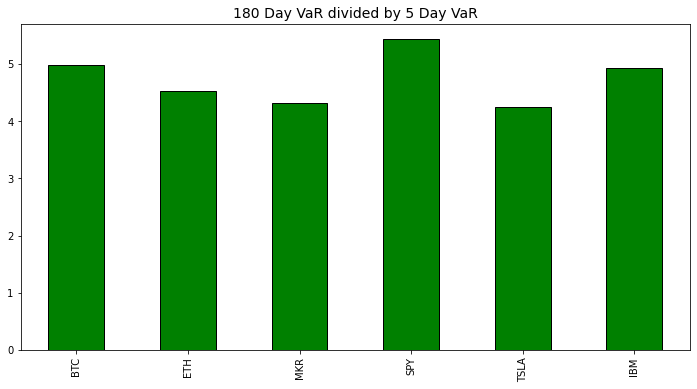 180 Day VaR divided by 5 Day VaR
5
4
3
2
1
0
BTC
ETH
MKR
SPY
TSLA
IBM